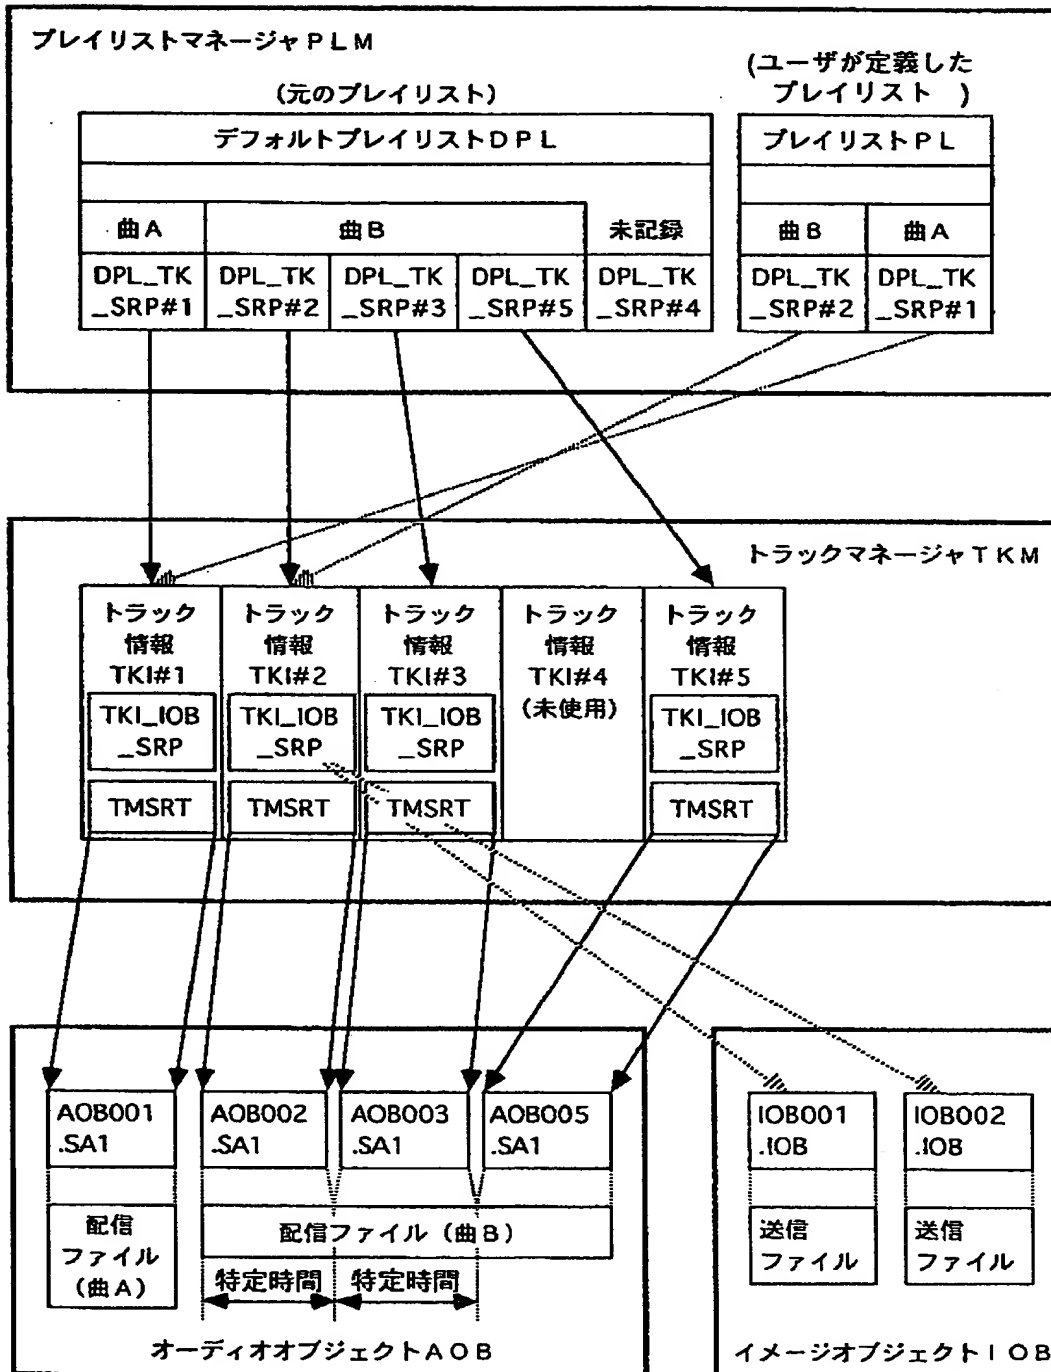 プレイリストマネージャPLM
(元のプレイリスト)
(ユーザが定義した
プレイリスト )
デフォルトプレイリストDPL
プレイリストPL
曲A
曲B
未記録
曲B
曲A
DPL_TK
_SRP#1
DPL_TK
_SRP#2
DPL_TK
_SRP#3
DPL_TK
_SRP#5
DPL_TK
_SRP#4
DPL_TK
_SRP#2
DPL_TK
_SRP#1
トラックマネージャTKM
トラック
情報
TKI#1
TKI_IOB
_SRP
TMSRT
トラック
情報
TKI#2
TKI_IOB
_SRP
TMSRT
トラック
情報
TKI#3
TKI_IOB
_SRP
TMSRT
トラック
情報
TKI#4
(未使用)
トラック
情報
TKI#5
TKI_IOB
_SRP
TMSRT
AOB001
.SA1
AOB002
.SA1
AOB003
.SA1
AOB005
.SA1
配信
ファイル
(曲A)
配信ファイル(曲B)
特定時間
特定時間
オーディオオブジェクトAOB
IOB001
.IOB
IOB002
.IOB
送信
ファイル
送信
ファイル
イメージオブジェクトIOB